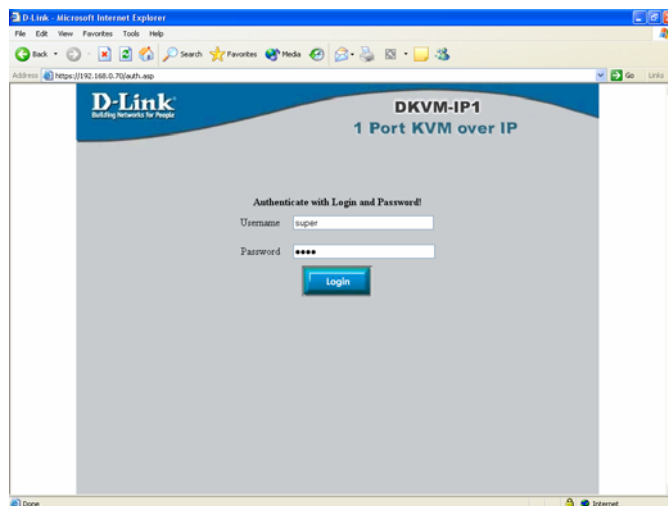 D-Link - Microsoft Internet Explorer
File Edit View Favorites Tools Help
Back Search Favorites Media
Address https://192.168.0.70/auth.asp Go Links
D-Link
Building Networks for People
DKVM-IP1
1 Port KVM over IP
Authenticate with Login and Password!
Username super
Password ••••
Login
Done Internet